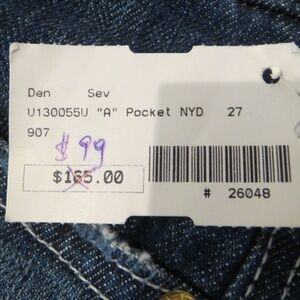 Den Sev
U130055U "A" Pocket NYD 27
907
$99
$165.00
# 26048